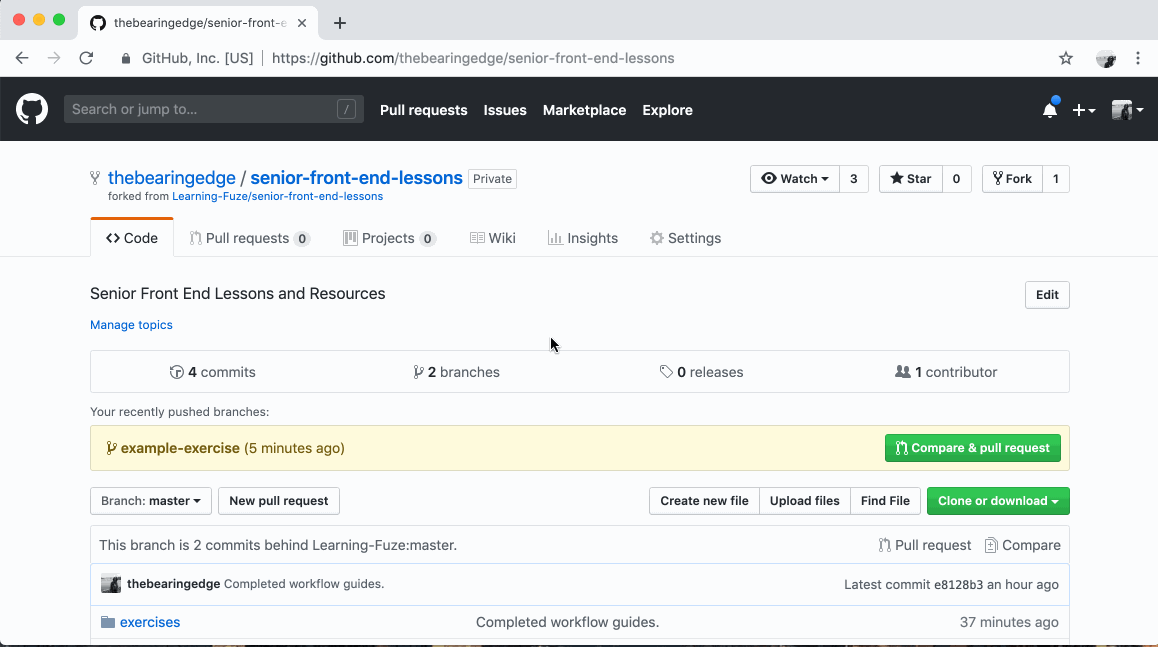 thebearingedge/senior-front-e
GitHub, Inc. [US] https://github.com/thebearingedge/senior-front-end-lessons
Search or jump to... / Pull requests Issues Marketplace Explore
thebearingedge / senior-front-end-lessons Private
Watch 3 Star 0 Fork 1
forked from Learning-Fuze/senior-front-end-lessons
Code Pull requests 0 Projects 0 Wiki Insights Settings
Senior Front End Lessons and Resources Edit
Manage topics
4 commits 2 branches 0 releases 1 contributor
Your recently pushed branches:
example-exercise (5 minutes ago) Compare & pull request
Branch: master New pull request Create new file Upload files Find File Clone or download
This branch is 2 commits behind Learning-Fuze:master. Pull request Compare
thebearingedge Completed workflow guides. Latest commit e8128b3 an hour ago
exercises Completed workflow guides. 37 minutes ago